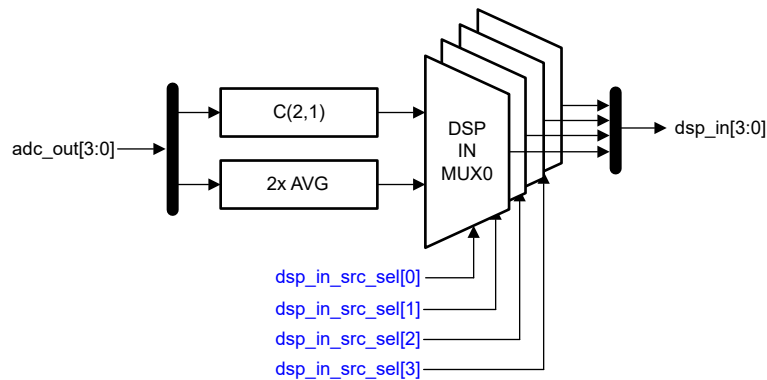 C(2,1)
adc_out[3:0]
2x AVG
DSP
IN
MUX0
dsp_in[3:0]
dsp_in_src_sel[0]
dsp_in_src_sel[1]
dsp_in_src_sel[2]
dsp_in_src_sel[3]